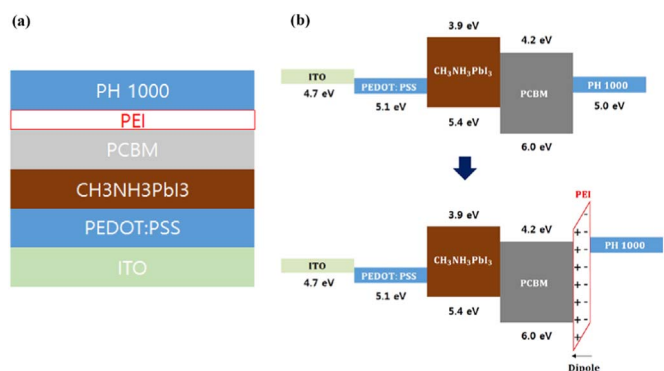 (a)
PH 1000
PEI
PCBM
CH3NH3PbI3
PEDOT:PSS
ITO
(b)
3.9 eV
4.2 eV
ITO
4.7 eV
PEDOT: PSS
5.1 eV
CH₃NH₃PbI₃
PCBM
PH 1000
5.0 eV
5.4 eV
6.0 eV
PEI
3.9 eV
4.2 eV
-
+ -
+ -
PH 1000
ITO
4.7 eV
PEDOT: PSS
5.1 eV
CH₃NH₃PbI₃
PCBM
+ -
+ -
+ -
+ -
+
5.4 eV
6.0 eV
Dipole